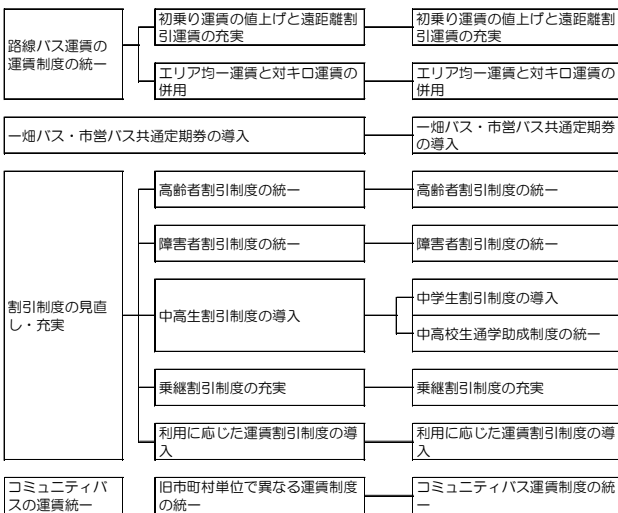 路線バス運賃の
運賃制度の統一
初乗り運賃の値上げと遠距離割
引運賃の充実
初乗り運賃の値上げと遠距離割
引運賃の充実
エリア均一運賃と対キロ運賃の
併用
エリア均一運賃と対キロ運賃の
併用
一畑バス・市営バス共通定期券の導入
一畑バス・市営バス共通定期券
の導入
割引制度の見直
し・充実
高齢者割引制度の統一
高齢者割引制度の統一
障害者割引制度の統一
障害者割引制度の統一
中高生割引制度の導入
中学生割引制度の導入
中高校生通学助成制度の統一
乗継割引制度の充実
乗継割引制度の充実
利用に応じた運賃割引制度の導
入
利用に応じた運賃割引制度の導
入
コミュニティバ
スの運賃統一
旧市町村単位で異なる運賃制度
の統一
コミュニティバス運賃制度の統
一